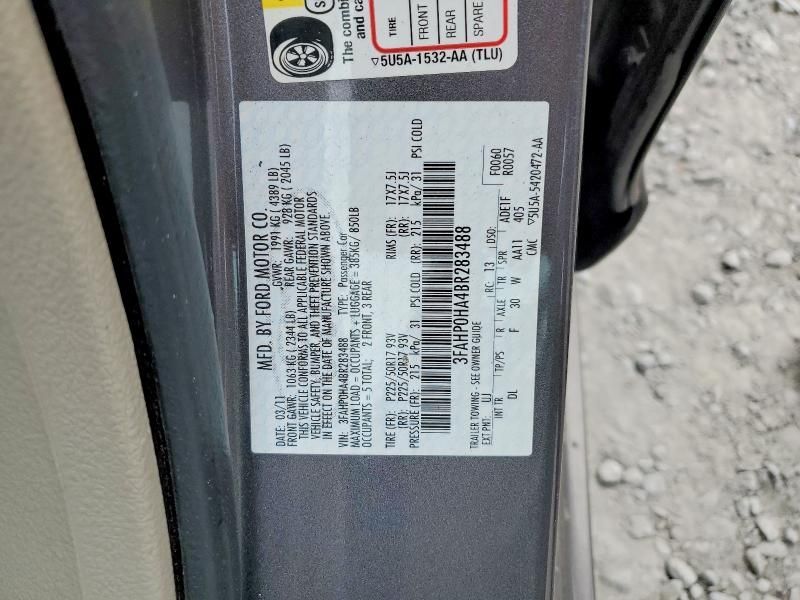 The combin
and ca
TIRE
FRONT
REAR
SPARE
5U5A-1532-AA (TLU)
MFD. BY FORD MOTOR CO.
DATE: 03/11 GVWR: 1991 KG ( 4389 LB)
FRONT GAWR: 1063 KG ( 2344 LB) REAR GAWR: 928 KG ( 2045 LB)
THIS VEHICLE CONFORMS TO ALL APPLICABLE FEDERAL MOTOR
VEHICLE SAFETY, BUMPER, AND THEFT PREVENTION STANDARDS
IN EFFECT ON THE DATE OF MANUFACTURE SHOWN ABOVE.
VIN: 3FAHP0HA4BR283488 TYPE: Passenger Car
MAXIMUM LOAD = OCCUPANTS + LUGGAGE = 385KG/ 850LB
OCCUPANTS = 5 TOTAL; 2 FRONT, 3 REAR
TIRE (FR): P225/50R17 93V RIMS (FR): 17X7.5J
(RR): P225/50R17 93V (RR): 17X7.5J
PRESSURE (FR): 215 kPa/ 31 PSI COLD (RR): 215 kPa/ 31 PSI COLD
3FAHP0HA4BR283488
TRAILER TOWING - SEE OWNER GUIDE F0060
R0057
EXT PNT: UJ RC: 13 DSO:
INT TR TP/PS R AXLE TR SPR ADE1F
DL F 30 W AA11 405
CMC 5U5A-5420472-AA